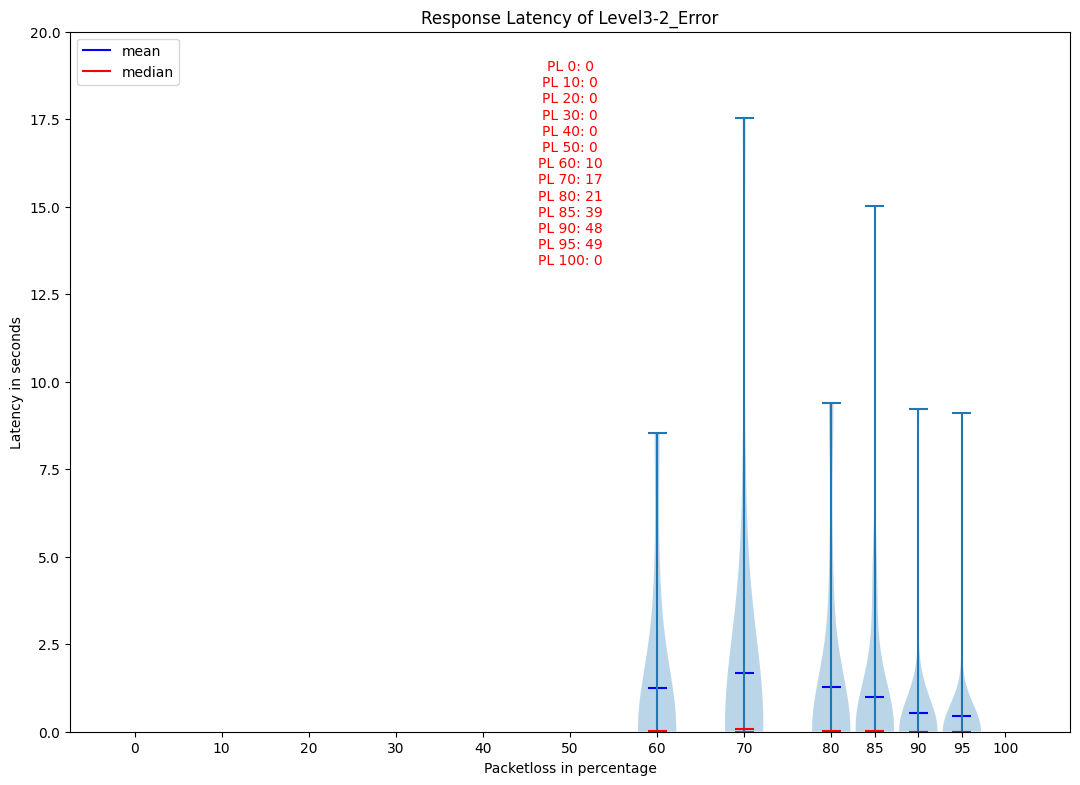 Response Latency of Level3-2_Error
mean
median
PL 0: 0
PL 10: 0
PL 20: 0
PL 30: 0
PL 40: 0
PL 50: 0
PL 60: 10
PL 70: 17
PL 80: 21
PL 85: 39
PL 90: 48
PL 95: 49
PL 100: 0
Latency in seconds
20.0
17.5
15.0
12.5
10.0
7.5
5.0
2.5
0.0
0 10 20 30 40 50 60 70 80 85 90 95 100
Packetloss in percentage